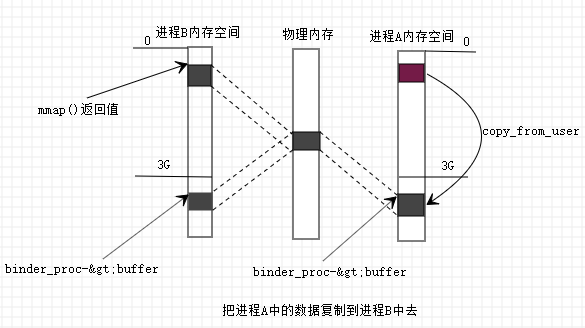 进程B内存空间
物理内存
进程A内存空间
0
0
mmap()返回值
copy_from_user
3G
3G
binder_proc-&gt;buffer
binder_proc-&gt;buffer
把进程A中的数据复制到进程B中去